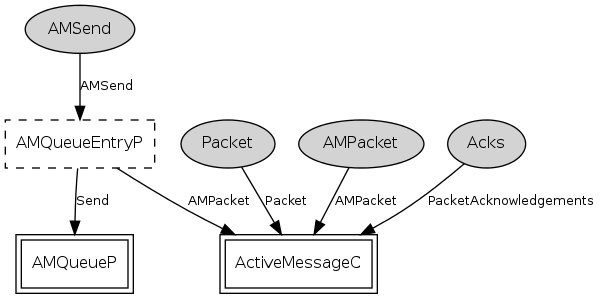 AMSend
AMSend
AMQueueEntryP
Packet
AMPacket
Acks
Send
AMPacket
Packet
AMPacket
PacketAcknowledgements
AMQueueP
ActiveMessageC